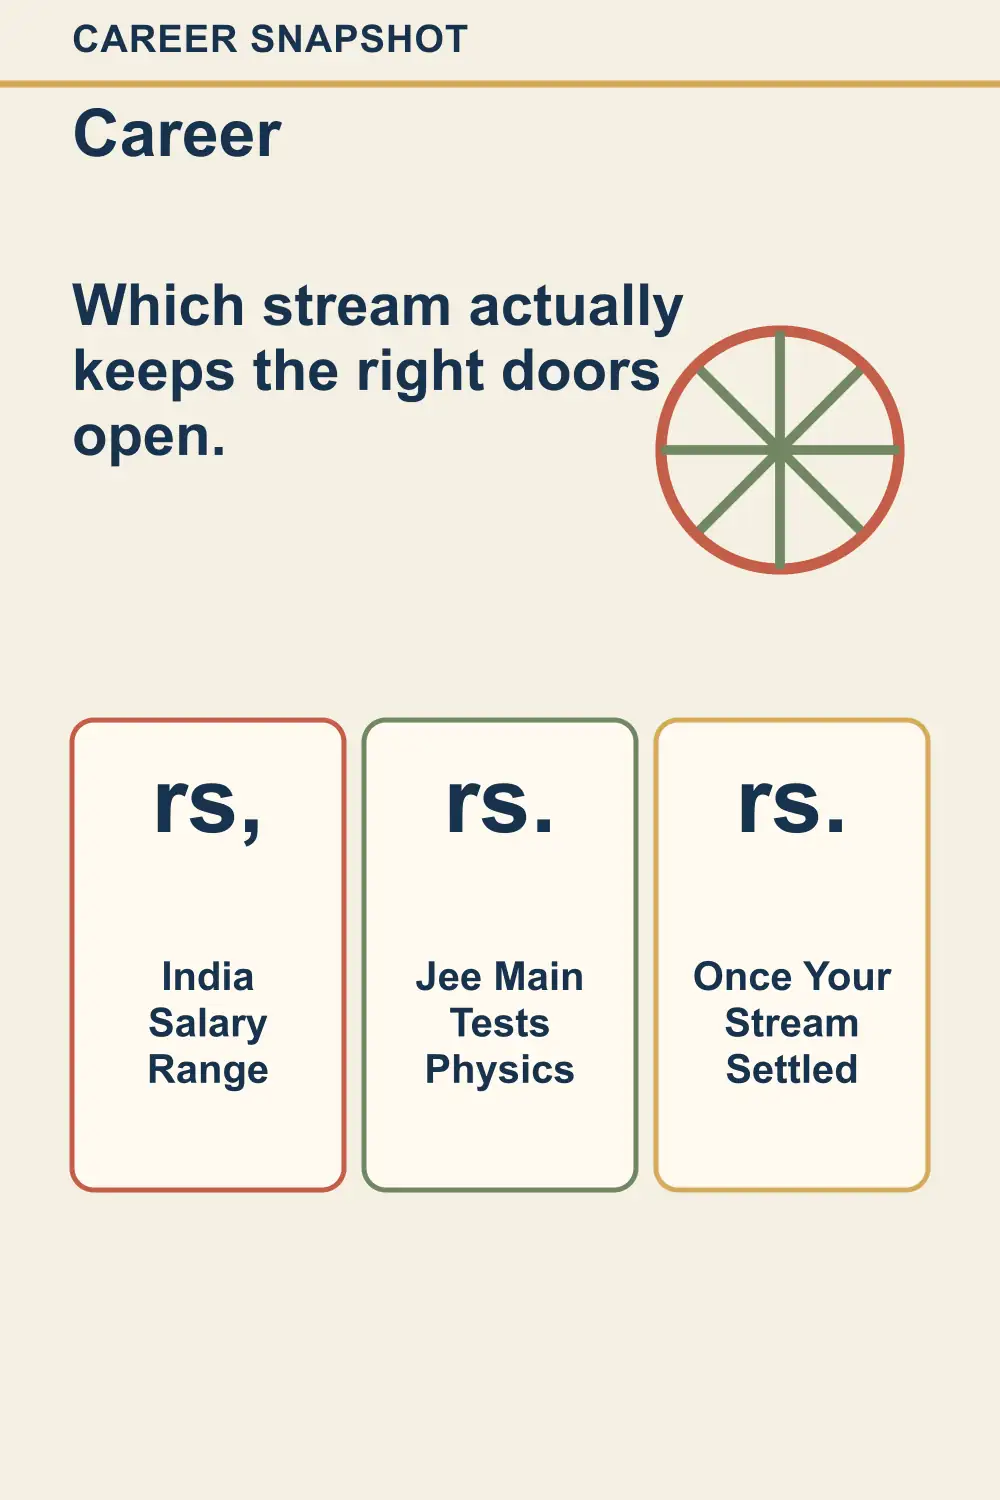 CAREER SNAPSHOT
Career
Which stream actually
keeps the right doors
open.
rs,
India
Salary
Range
rs.
Jee Main
Tests
Physics
rs.
Once Your
Stream
Settled